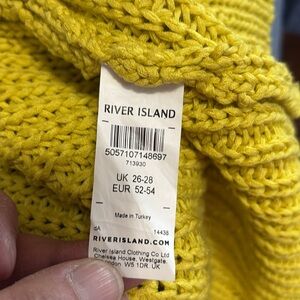 RIVER ISLAND
5057107148697
713930
UK 26-28
EUR 52-54
Made in Turkey
dA 14438
RIVERISLAND.COM
River Island Clothing Co Ltd
Chelsea House, Westgate,
London. W5 1DR. UK